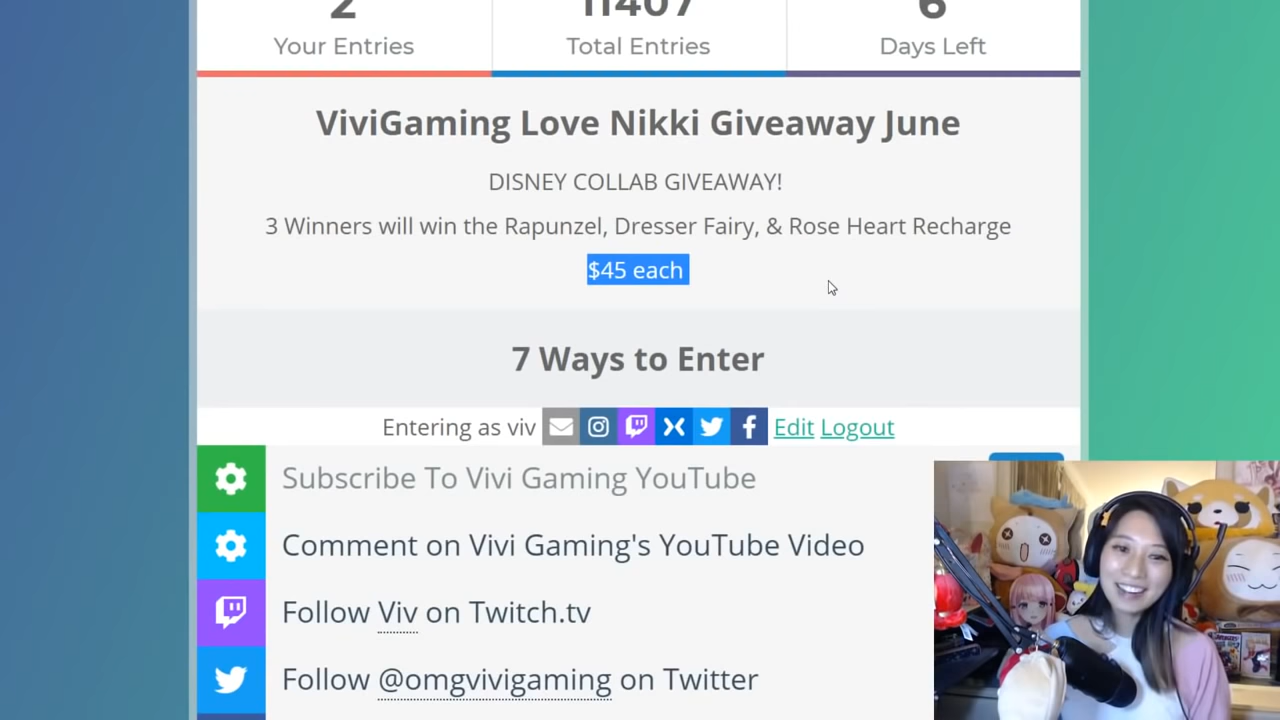 2 11407 6
Your Entries Total Entries Days Left
ViviGaming Love Nikki Giveaway June
DISNEY COLLAB GIVEAWAY!
3 Winners will win the Rapunzel, Dresser Fairy, & Rose Heart Recharge
$45 each
7 Ways to Enter
Entering as viv Edit Logout
Subscribe To Vivi Gaming YouTube
Comment on Vivi Gaming's YouTube Video
Follow Viv on Twitch.tv
Follow @omgvivigaming on Twitter